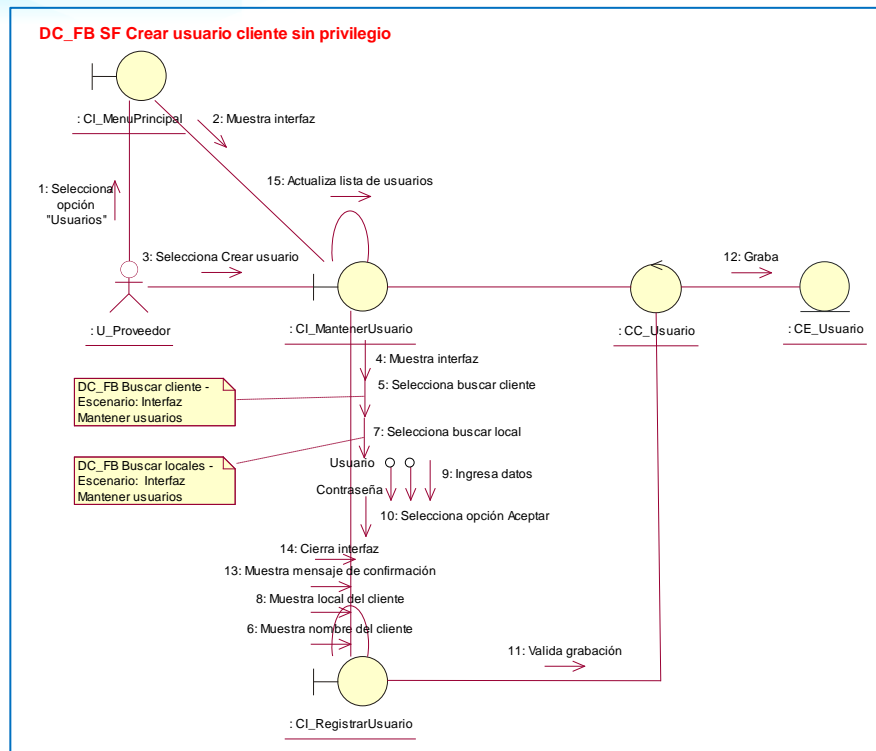 DC_FB SF Crear usuario cliente sin privilegio
: CI_MenuPrincipal
2: Muestra interfaz
15: Actualiza lista de usuarios
1: Selecciona
opción
"Usuarios"
3: Selecciona Crear usuario
12: Graba
: U_Proveedor
: CI_MantenerUsuario
: CC_Usuario
: CE_Usuario
4: Muestra interfaz
5: Selecciona buscar cliente
DC_FB Buscar cliente -
Escenario: Interfaz
Mantener usuarios
7: Selecciona buscar local
DC_FB Buscar locales -
Escenario: Interfaz
Mantener usuarios
Usuario
9: Ingresa datos
Contraseña
10: Selecciona opción Aceptar
14: Cierra interfaz
13: Muestra mensaje de confirmación
8: Muestra local del cliente
6: Muestra nombre del cliente
11: Valida grabación
: CI_RegistrarUsuario